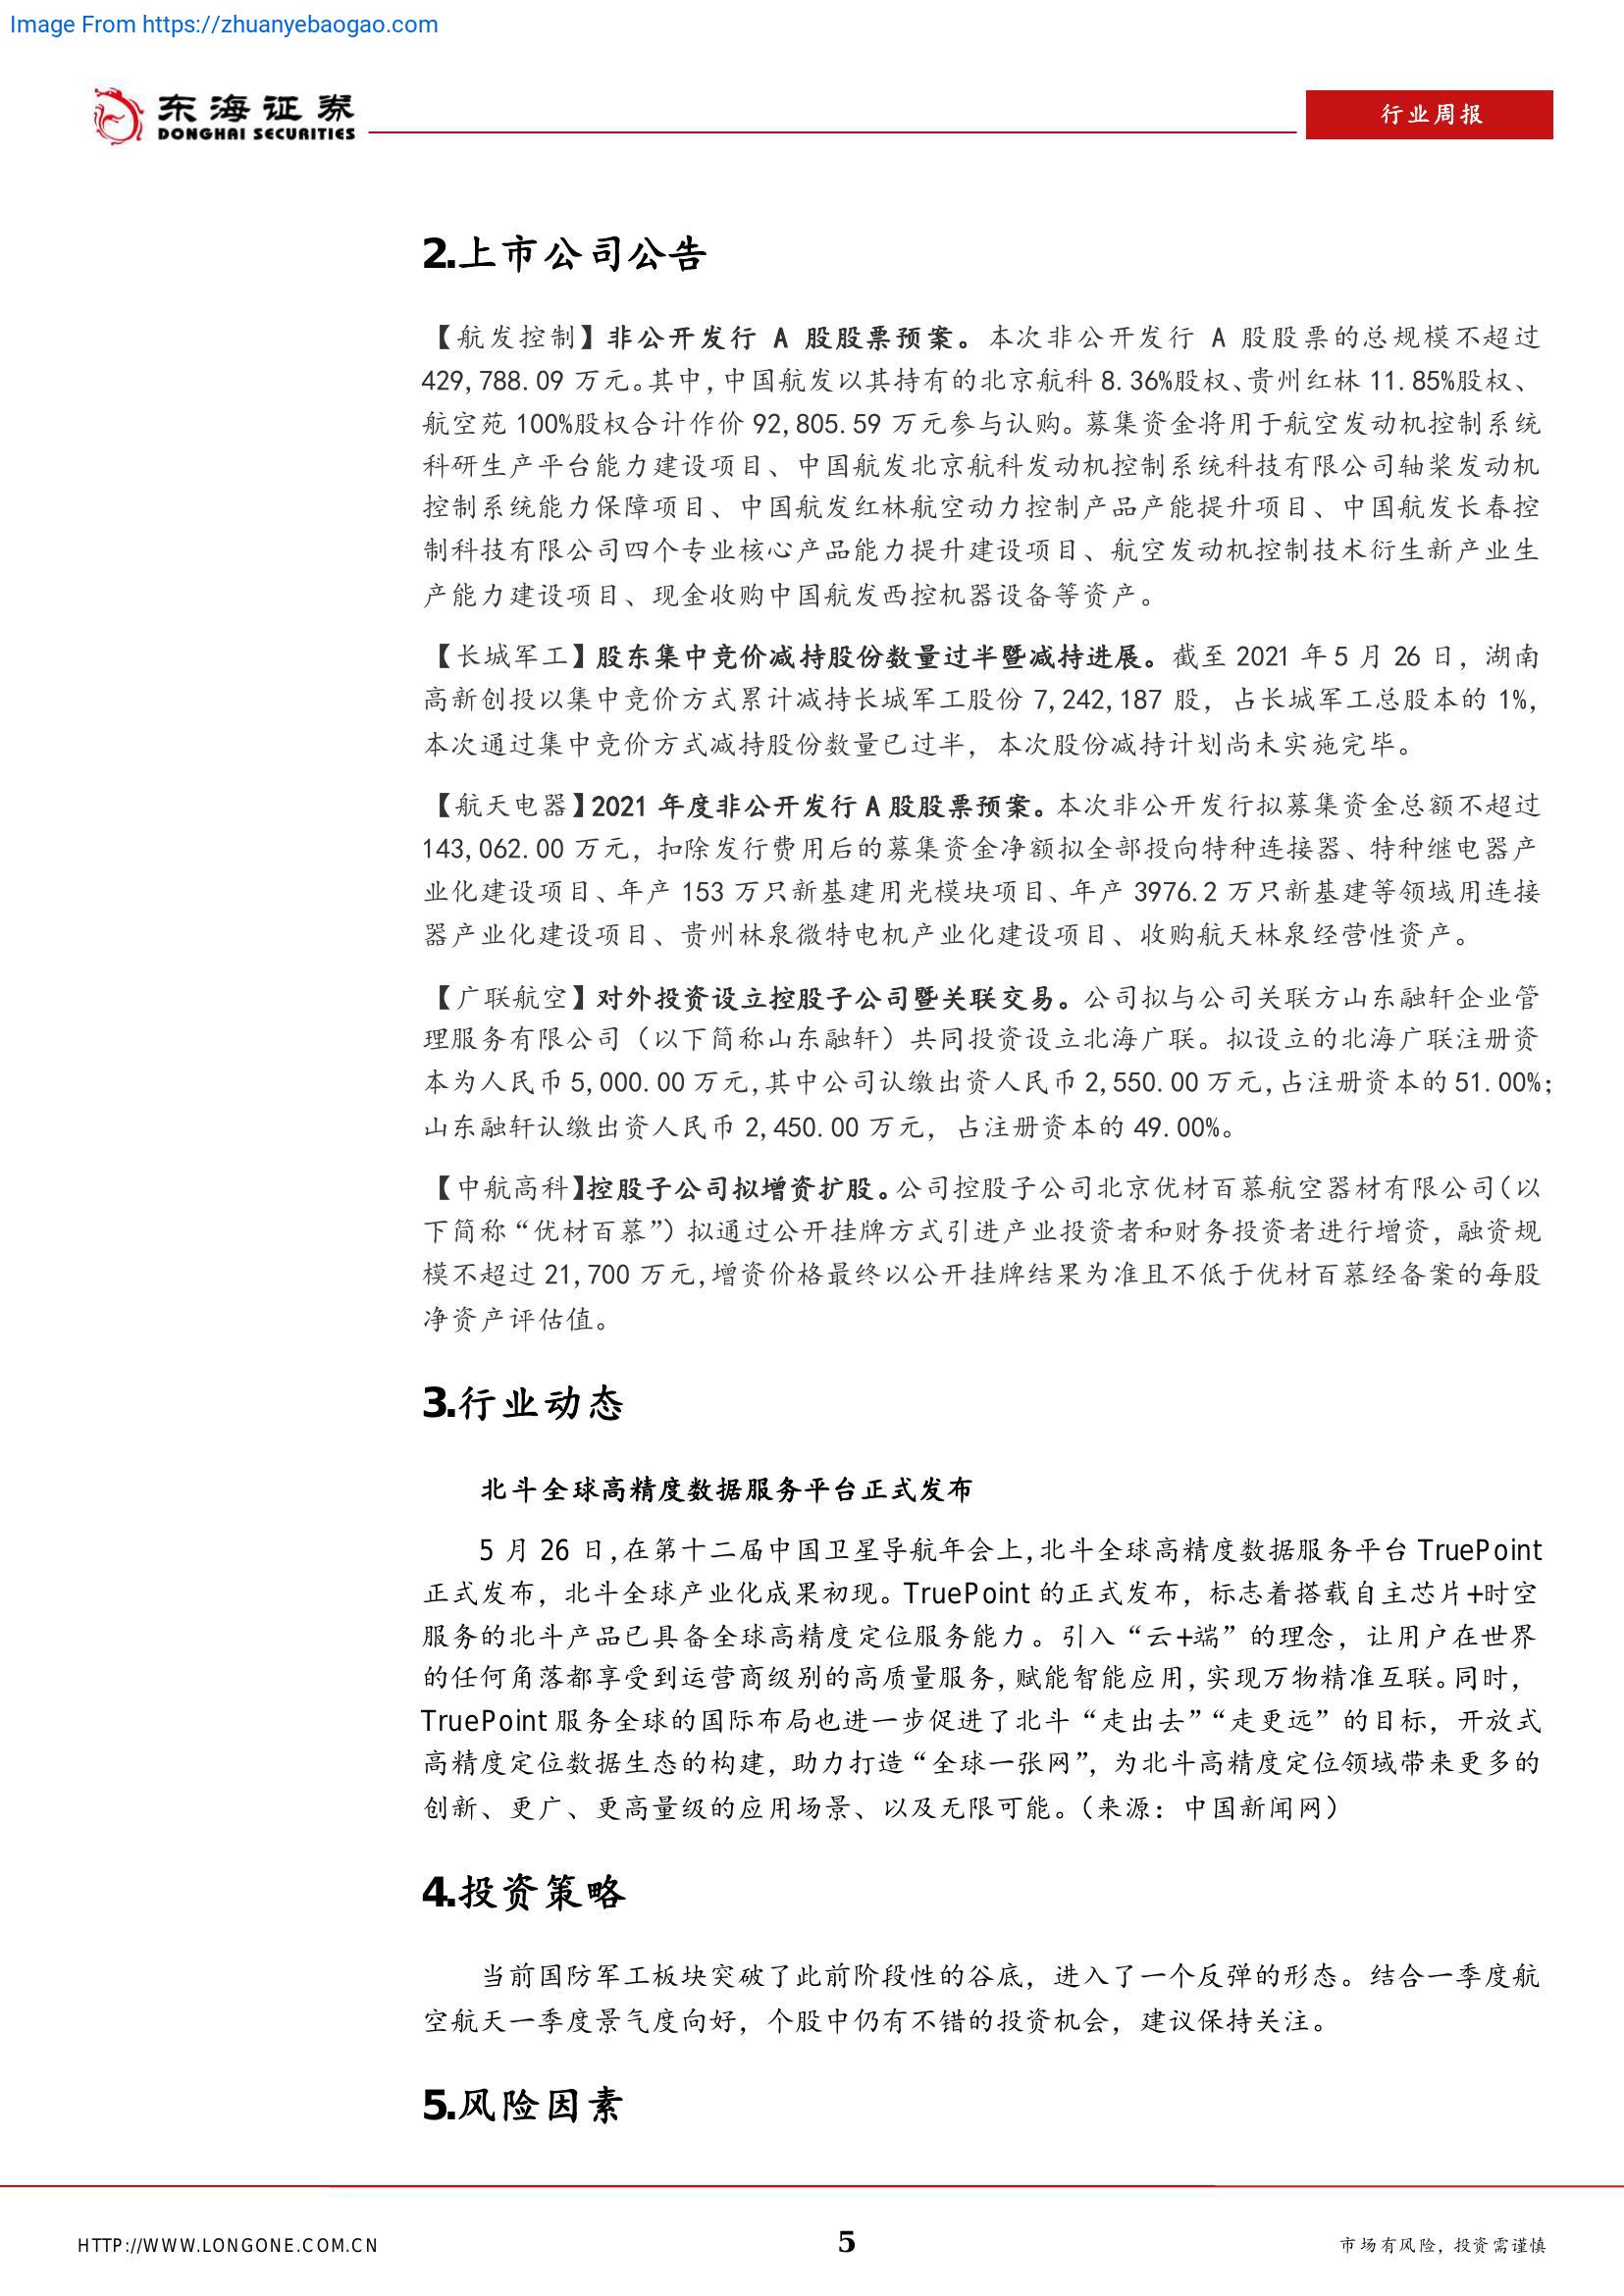 Image From https://zhuanyebaogao.com
东海证券
DONGHAI SECURITIES
行业周报
2.上市公司公告
【航发控制】非公开发行 A 股股票预案。本次非公开发行 A 股股票的总规模不超过
429,788.09 万元。其中,中国航发以其持有的北京航科 8.36%股权、贵州红林 11.85%股权、
航空苑 100%股权合计作价 92,805.59 万元参与认购。募集资金将用于航空发动机控制系统
科研生产平台能力建设项目、中国航发北京航科发动机控制系统科技有限公司轴桨发动机
控制系统能力保障项目、中国航发红林航空动力控制产品产能提升项目、中国航发长春控
制科技有限公司四个专业核心产品能力提升建设项目、航空发动机控制技术衍生新产业生
产能力建设项目、现金收购中国航发西控机器设备等资产。
【长城军工】股东集中竞价减持股份数量过半暨减持进展。截至 2021 年 5 月 26 日，湖南
高新创投以集中竞价方式累计减持长城军工股份 7,242,187 股，占长城军工总股本的 1%,
本次通过集中竞价方式减持股份数量已过半，本次股份减持计划尚未实施完毕。
【航天电器】2021 年度非公开发行 A 股股票预案。本次非公开发行拟募集资金总额不超过
143,062.00 万元，扣除发行费用后的募集资金净额拟全部投向特种连接器、特种继电器产
业化建设项目、年产 153 万只新基建用光模块项目、年产 3976.2 万只新基建等领域用连接
器产业化建设项目、贵州林泉微特电机产业化建设项目、收购航天林泉经营性资产。
【广联航空】对外投资设立控股子公司暨关联交易。公司拟与公司关联方山东融轩企业管
理服务有限公司（以下简称山东融轩）共同投资设立北海广联。拟设立的北海广联注册资
本为人民币 5,000.00 万元,其中公司认缴出资人民币 2,550.00 万元,占注册资本的 51.00%;
山东融轩认缴出资人民币 2,450.00 万元，占注册资本的 49.00%。
【中航高科】控股子公司拟增资扩股。公司控股子公司北京优材百慕航空器材有限公司（以
下简称“优材百慕”）拟通过公开挂牌方式引进产业投资者和财务投资者进行增资，融资规
模不超过 21,700 万元,增资价格最终以公开挂牌结果为准且不低于优材百慕经备案的每股
净资产评估值。
3.行业动态
北斗全球高精度数据服务平台正式发布
5 月 26 日,在第十二届中国卫星导航年会上,北斗全球高精度数据服务平台 TruePoint
正式发布，北斗全球产业化成果初现。TruePoint 的正式发布，标志着搭载自主芯片+时空
服务的北斗产品已具备全球高精度定位服务能力。引入“云+端”的理念，让用户在世界
的任何角落都享受到运营商级别的高质量服务,赋能智能应用,实现万物精准互联。同时，
TruePoint 服务全球的国际布局也进一步促进了北斗“走出去”“走更远”的目标，开放式
高精度定位数据生态的构建，助力打造“全球一张网”，为北斗高精度定位领域带来更多的
创新、更广、更高量级的应用场景、以及无限可能。（来源：中国新闻网）
4.投资策略
当前国防军工板块突破了此前阶段性的谷底，进入了一个反弹的形态。结合一季度航
空航天一季度景气度向好，个股中仍有不错的投资机会，建议保持关注。
5.风险因素
HTTP://WWW.LONGONE.COM.CN
5
市场有风险，投资需谨慎